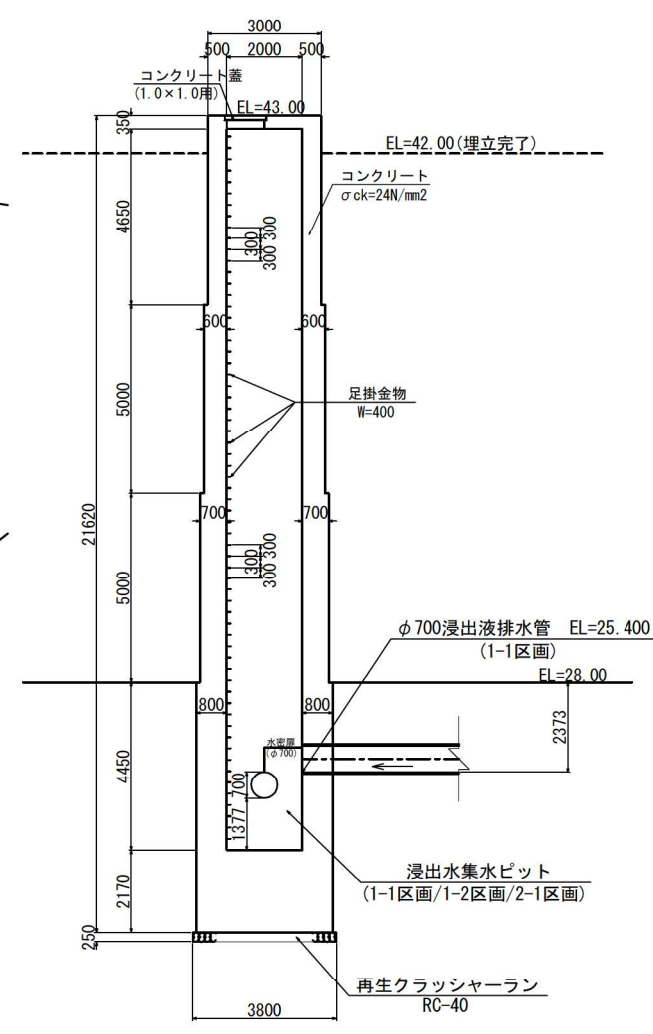 3000
500 2000 500
コンクリート蓋
(1.0×1.0用)
EL=43.00
350
EL=42.00(埋立完了)
コンクリート
σck=24N/mm2
4650
300
300
300
600
600
足掛金物
W=400
5000
21620
700
700
300
300
300
5000
φ700浸出液排水管 EL=25.400
(1-1区画)
EL=28.00
800
800
2373
水密扉
(φ700)
4450
700
1377
浸出水集水ピット
(1-1区画/1-2区画/2-1区画)
2170
250
再生クラッシャーラン
RC-40
3800